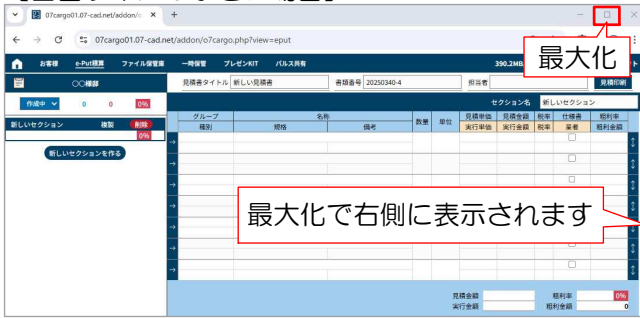 07cargo01.07-cad.net/addon/c
07cargo01.07-cad.net/addon/o7cargo.php?view=eput
最大化
お客様 e-Put積算 ファイル保管庫 一時保管 プレゼンKIT パルス共有 390.2MB
〇〇様邸 見積書タイトル 新しい見積書 書類番号 20250340-4 担当者 見積印刷
作成中 0 0 0% セクション名 新しいセクション
新しいセクション 複製 削除
0%
新しいセクションを作る
グループ 名称 数量 単位 見積単価 見積金額 税率 仕様書 粗利率
種別 規格 備考 実行単価 実行金額 税率 業者 粗利金額
最大化で右側に表示されます
見積金額 粗利率 0%
実行金額 粗利金額 0